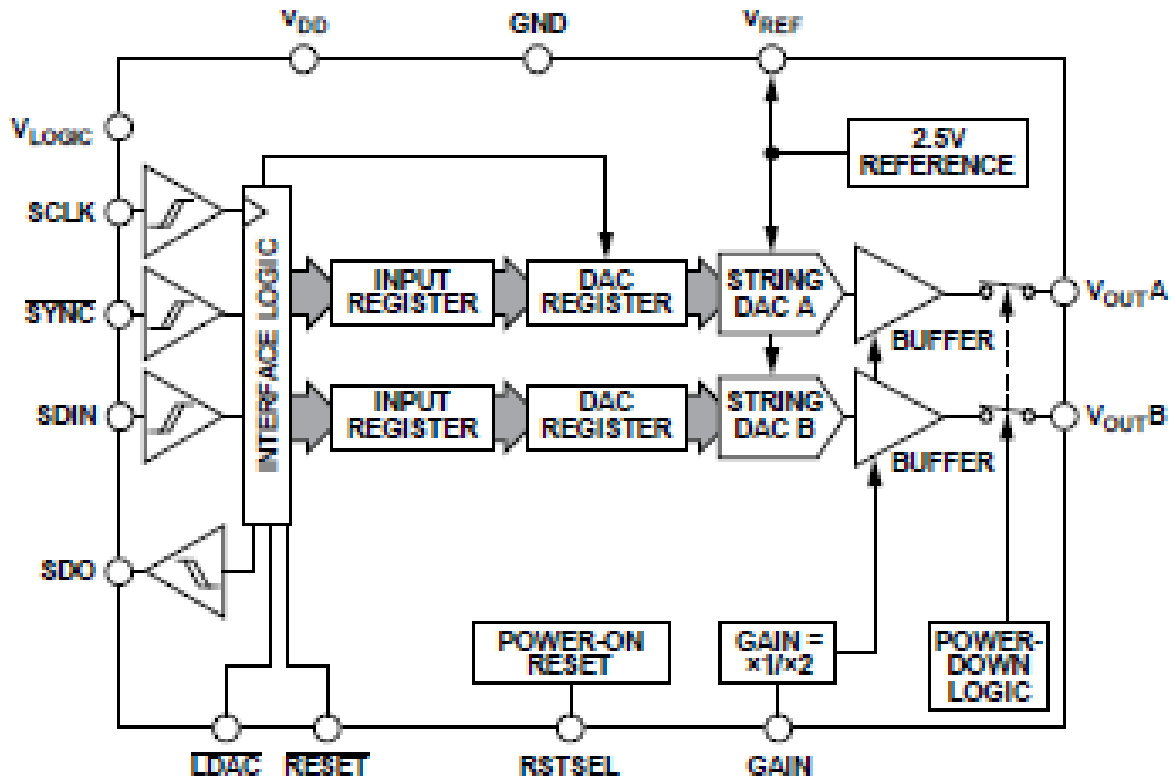 VDD GND VREF
VLOGIC
2.5V
REFERENCE
SCLK
INTERFACE LOGIC
INPUT
REGISTER
DAC
REGISTER
STRING
DAC A
SYNC
VOUTA
BUFFER
INPUT
REGISTER
DAC
REGISTER
STRING
DAC B
SDIN
VOUTB
BUFFER
SDO
POWER-ON
RESET
GAIN =
×1/×2
POWER-
DOWN
LOGIC
LDAC RESET RSTSEL GAIN